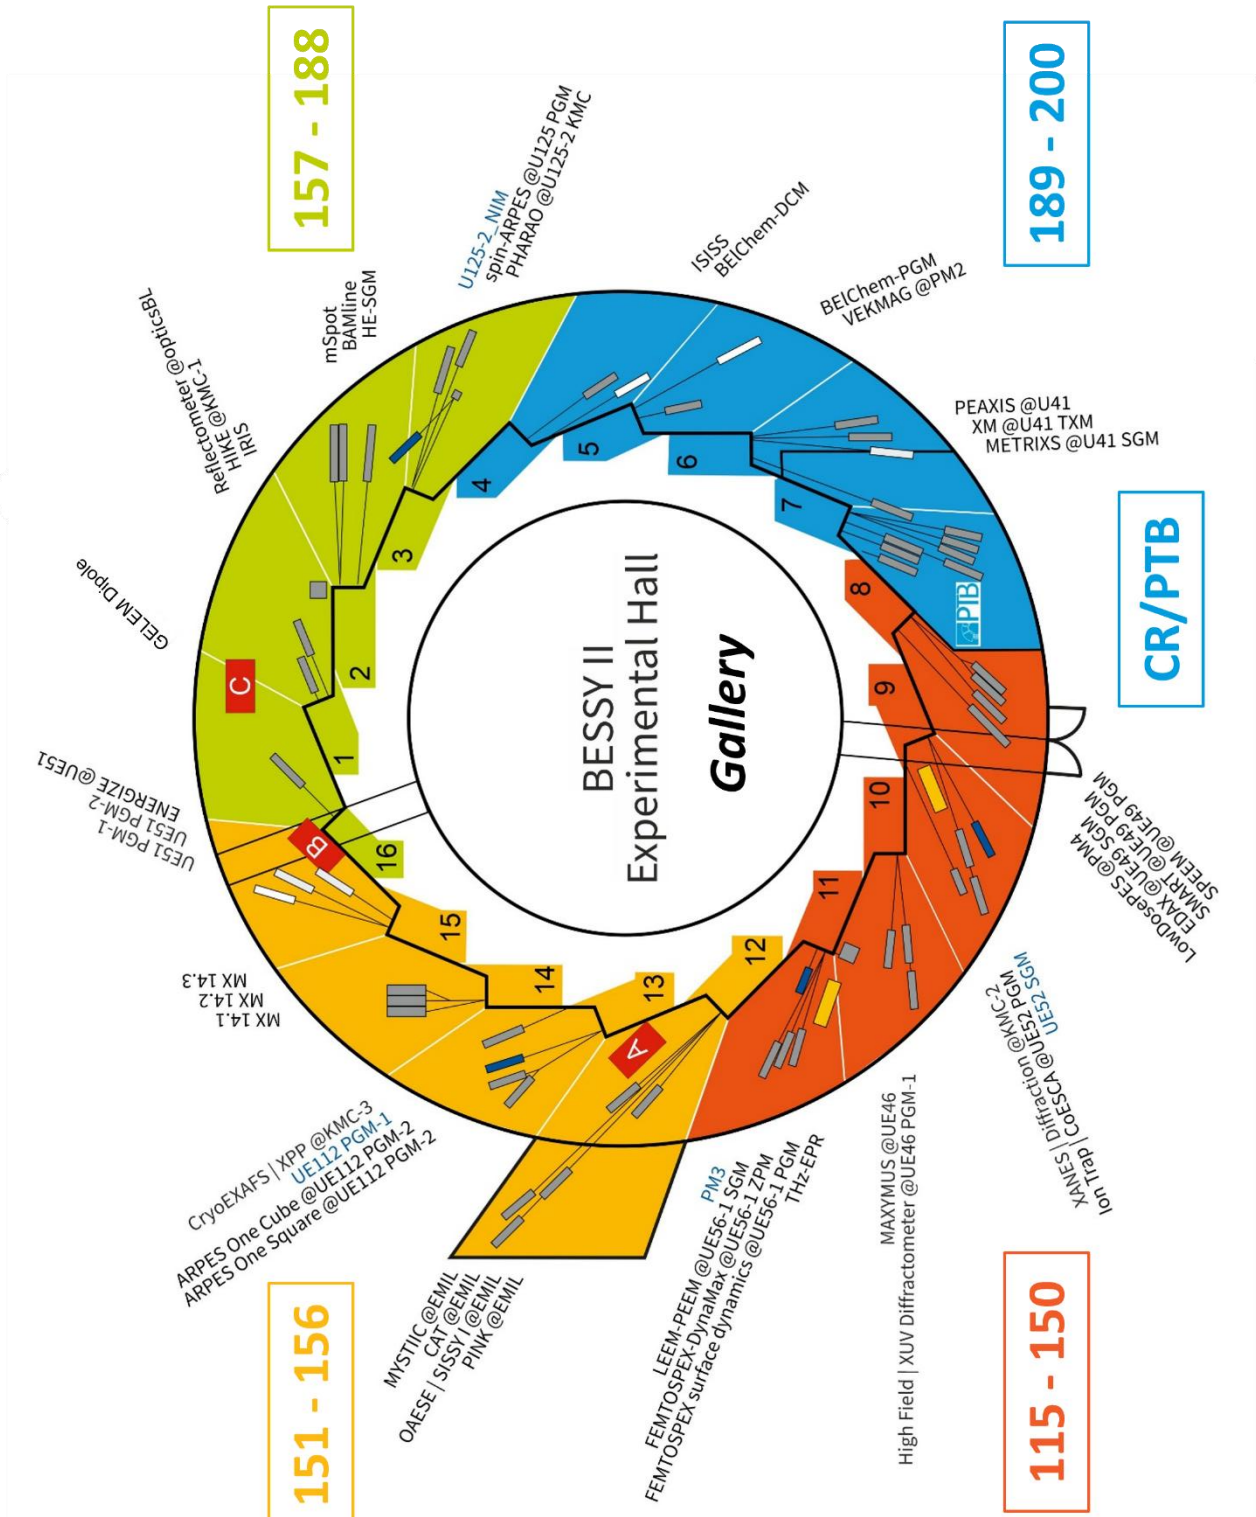 157 - 188
189 - 200
CR/PTB
115 - 150
151 - 156
BESSY II
Experimental Hall
Gallery
U125-2_NIM
spin-ARPES @U125 PGM
PHARAO @U125-2 KMC
ISISS
BElChem-DCM
BElChem-PGM
VEKMAG @PM2
PEAXIS @U41
XM @U41 TXM
METRIXS @U41 SGM
PTB
SPEEM @UE49 PGM
SMART @UE49 PGM
EDAX @UE49 SGM
LowDosePES @PM4
UE52 SGM
Ion Trap | CoESCA @UE52 PGM
XANES | Diffraction @KMC-2
MAXYMUS @UE46
High Field | XUV Diffractometer @UE46 PGM-1
PM3
LEEM-PEEM @UE56-1 SGM
FEMTOSPEX-DynaMax @UE56-1 ZPM
FEMTOSPEX surface dynamics @UE56-1 PGM
THz-EPR
MYSTIIC @EMIL
CAT @EMIL
OAESE | SISSY I @EMIL
PINK @EMIL
CryoEXAFS | XPP @KMC-3
UE112 PGM-1
ARPES One Cube @UE112 PGM-2
ARPES One Square @UE112 PGM-2
MX 14.1
MX 14.2
MX 14.3
UE51 PGM-1
UE51 PGM-2
ENERGIZE @UE51
GELEM Dipole
Reflectometer @opticsBL
HIKE @KMC-1
IRIS
mSpot
BAMline
HE-SGM
1
2
3
4
5
6
7
8
9
10
11
12
13
14
15
16
A
B
C